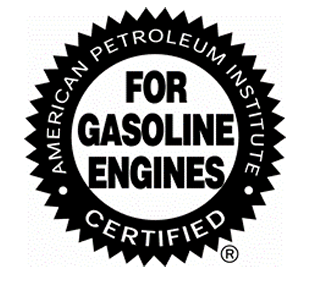 AMERICAN PETROLEUM INSTITUTE
FOR
GASOLINE
ENGINES
CERTIFIED
®